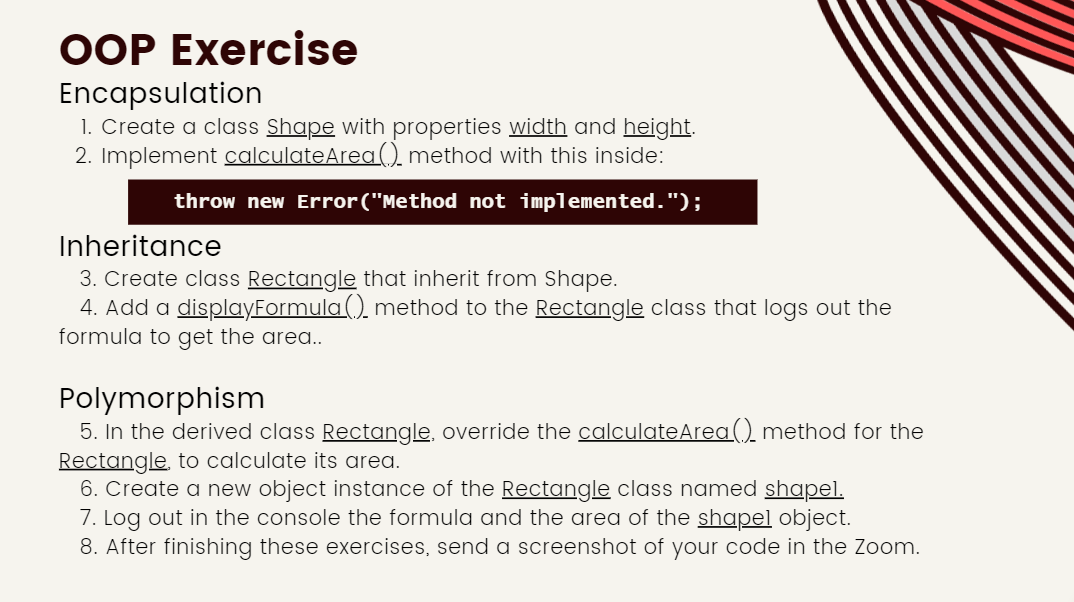 OOP Exercise
Encapsulation
1. Create a class Shape with properties width and height.
2. Implement calculateArea() method with this inside:
throw new Error("Method not implemented.");
Inheritance
3. Create class Rectangle that inherit from Shape.
4. Add a displayFormula() method to the Rectangle class that logs out the
formula to get the area..
Polymorphism
5. In the derived class Rectangle, override the calculateArea() method for the
Rectangle, to calculate its area.
6. Create a new object instance of the Rectangle class named shape1.
7. Log out in the console the formula and the area of the shape1 object.
8. After finishing these exercises, send a screenshot of your code in the Zoom.